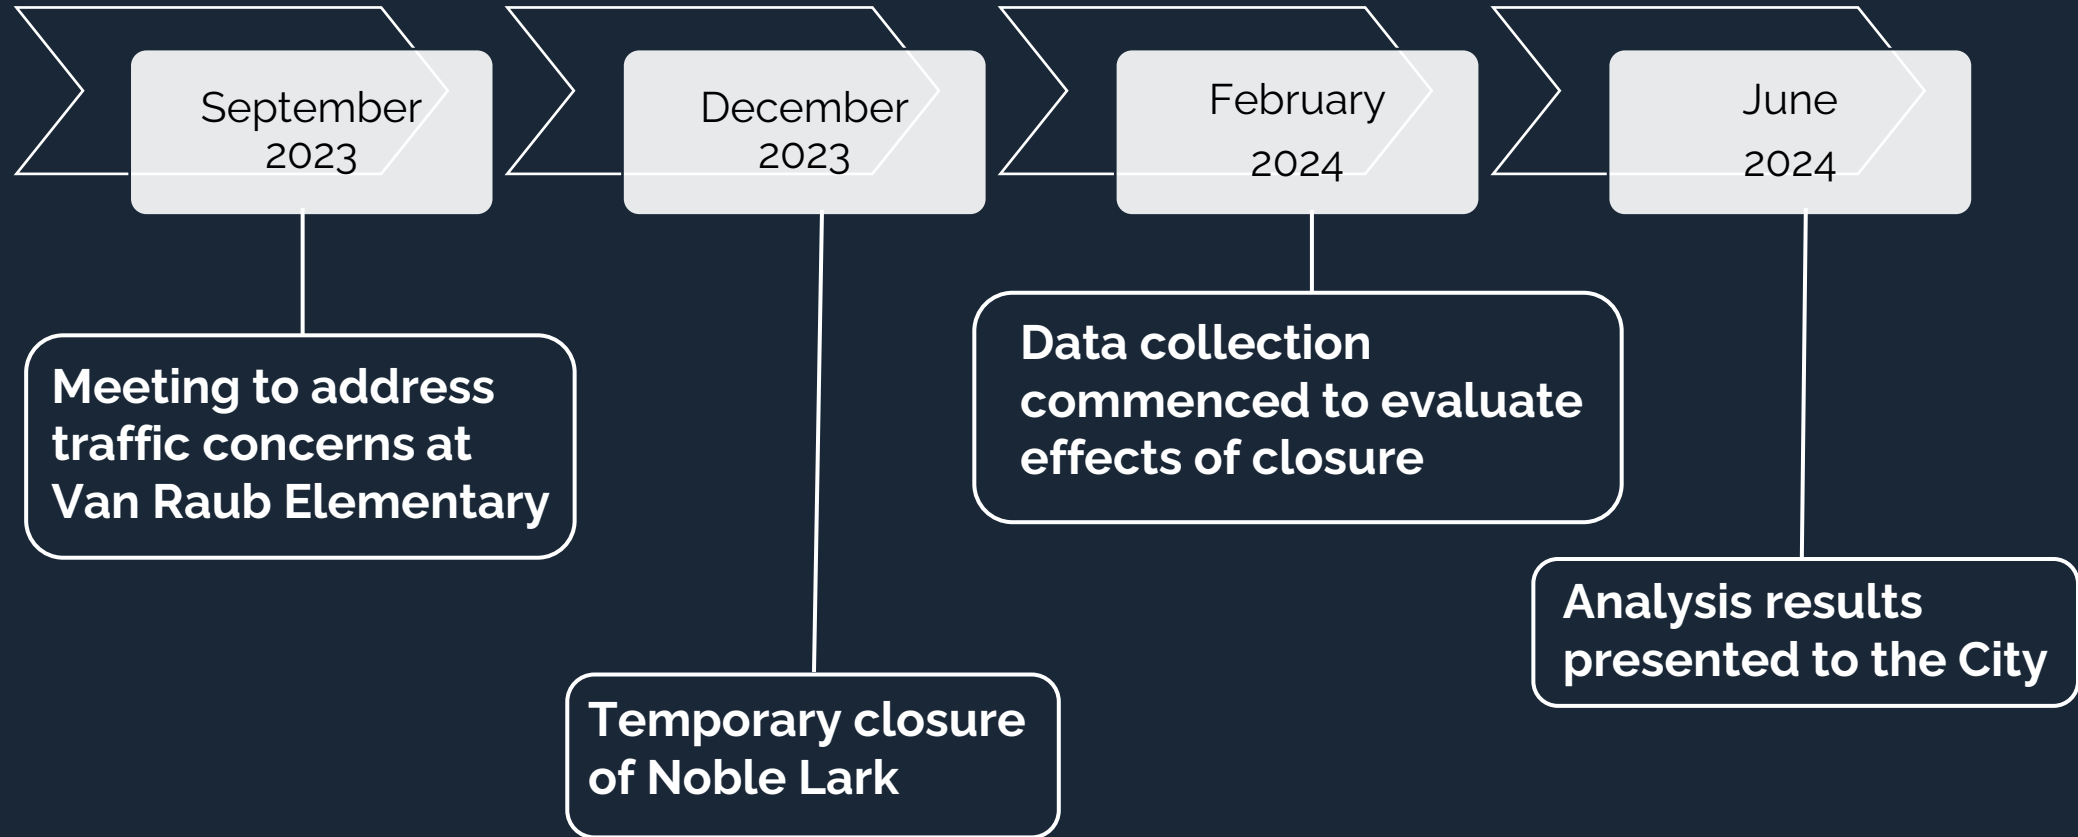 September
2023
December
2023
February
2024
June
2024
Meeting to address
traffic concerns at
Van Raub Elementary
Temporary closure
of Noble Lark
Data collection
commenced to evaluate
effects of closure
Analysis results
presented to the City